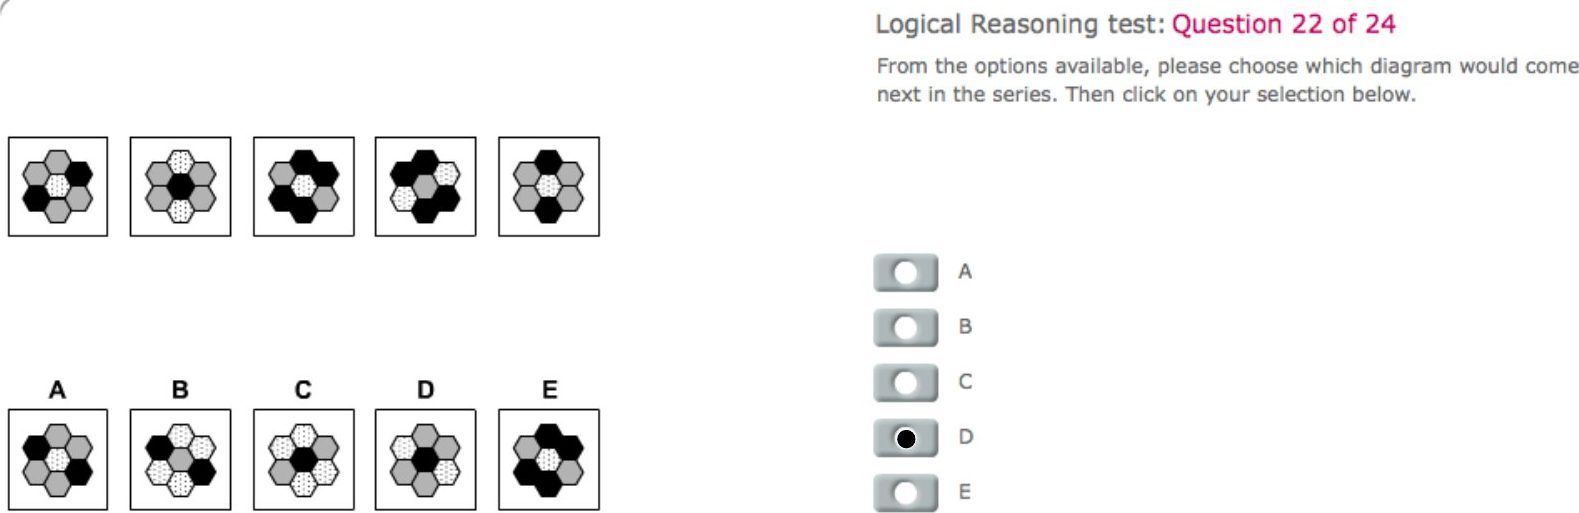 Logical Reasoning test: Question 22 of 24
From the options available, please choose which diagram would come
next in the series. Then click on your selection below.
A B C D E
A
B
C
D
E